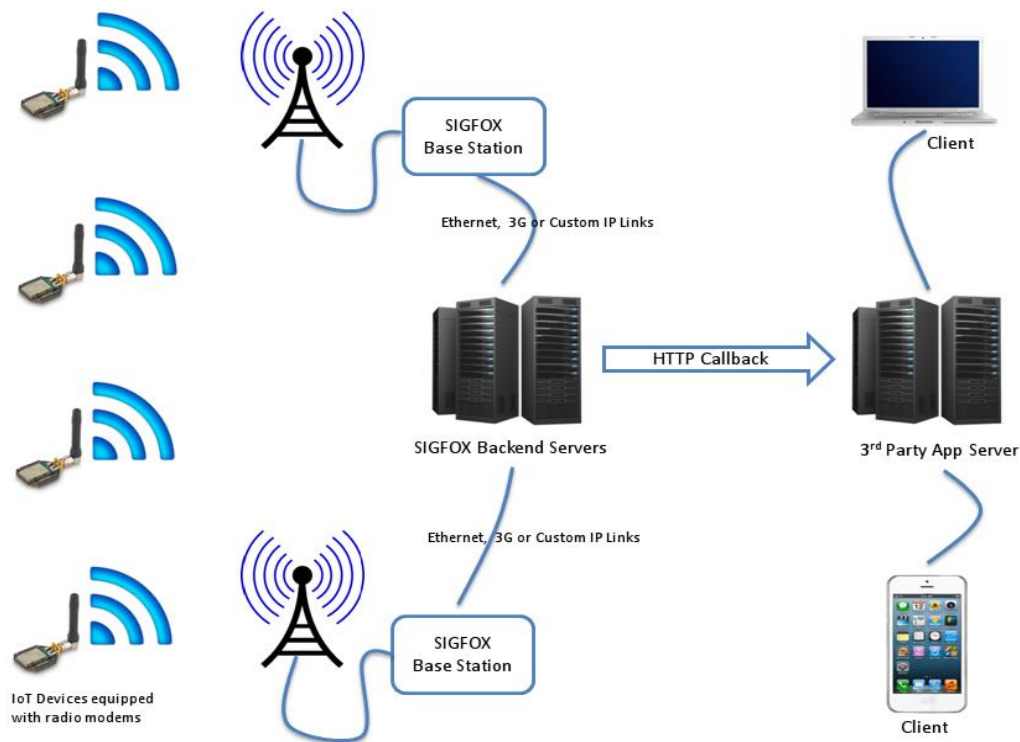 SIGFOX
Base Station
Client
Ethernet, 3G or Custom IP Links
HTTP Callback
SIGFOX Backend Servers
3rd Party App Server
Ethernet, 3G or Custom IP Links
SIGFOX
Base Station
IoT Devices equipped
with radio modems
Client